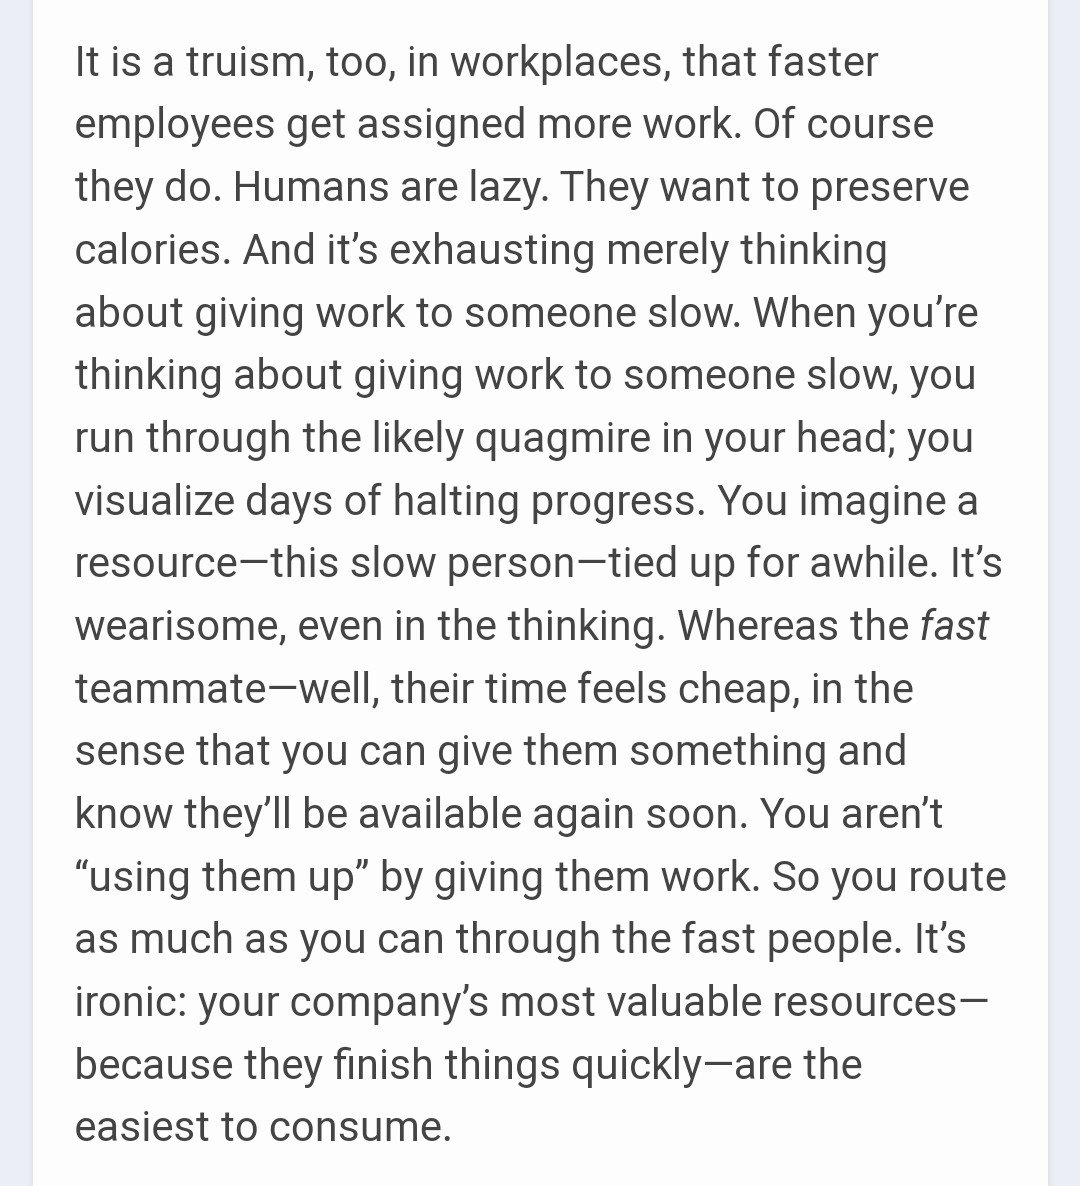 It is a truism, too, in workplaces, that faster
employees get assigned more work. Of course
they do. Humans are lazy. They want to preserve
calories. And it’s exhausting merely thinking
about giving work to someone slow. When you’re
thinking about giving work to someone slow, you
run through the likely quagmire in your head; you
visualize days of halting progress. You imagine a
resource—this slow person—tied up for awhile. It’s
wearisome, even in the thinking. Whereas the fast
teammate—well, their time feels cheap, in the
sense that you can give them something and
know they’ll be available again soon. You aren’t
“using them up” by giving them work. So you route
as much as you can through the fast people. It’s
ironic: your company’s most valuable resources—
because they finish things quickly—are the
easiest to consume.